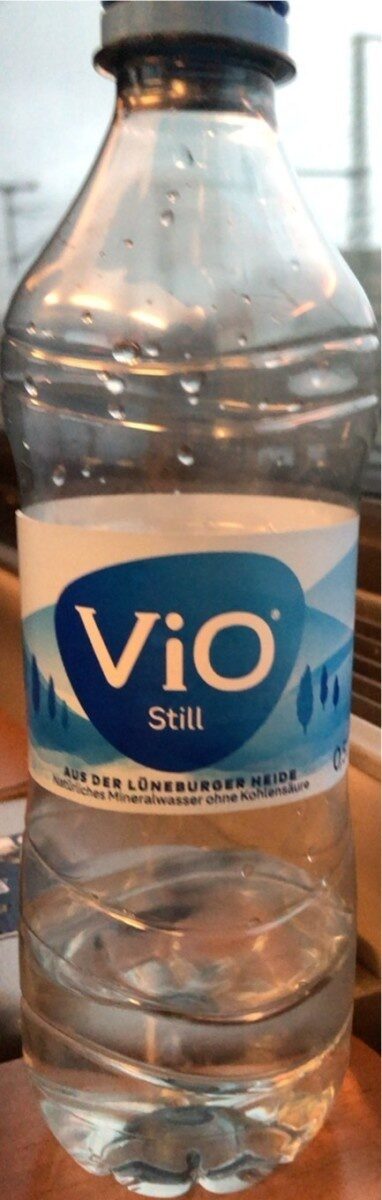 ViO®
Still
AUS DER LÜNEBURGER HEIDE
Natürliches Mineralwasser ohne Kohlensäure